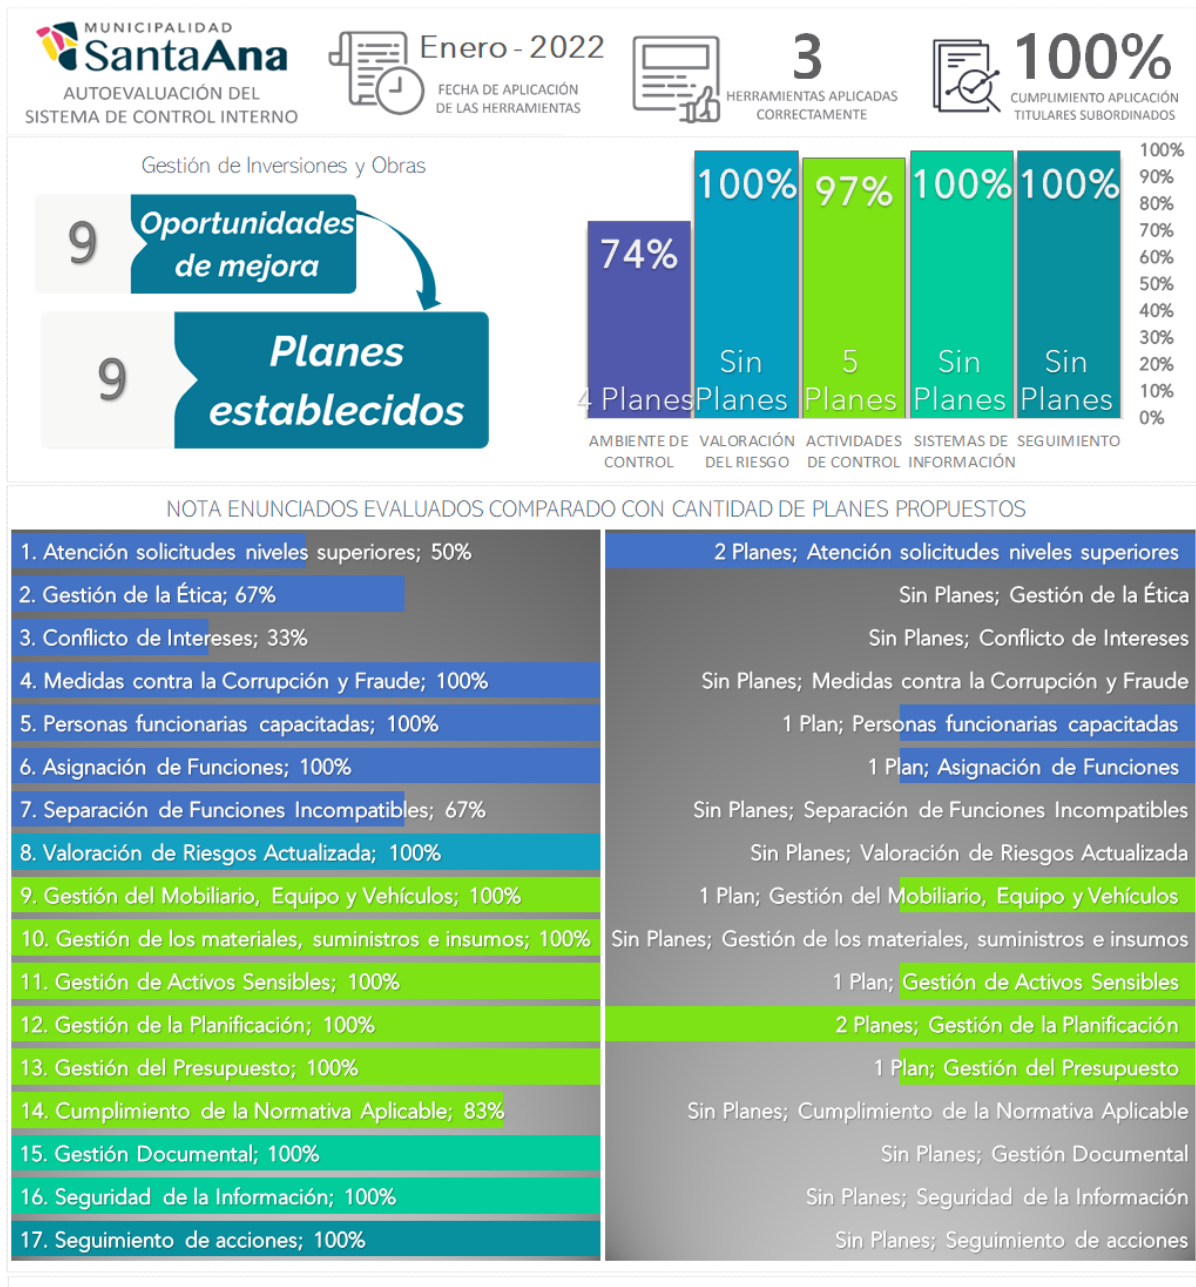 MUNICIPALIDAD
SantaAna
AUTOEVALUACIÓN DEL
SISTEMA DE CONTROL INTERNO
Enero - 2022
FECHA DE APLICACIÓN
DE LAS HERRAMIENTAS
3
HERRAMIENTAS APLICADAS
CORRECTAMENTE
100%
CUMPLIMIENTO APLICACIÓN
TITULARES SUBORDINADOS
Gestión de Inversiones y Obras
9
Oportunidades
de mejora
9
Planes
establecidos
100%
90%
80%
70%
60%
50%
40%
30%
20%
10%
0%
74%
100%
97%
100%
100%
4 Planes
Sin
Planes
5
Planes
Sin
Planes
Sin
Planes
AMBIENTE DE
CONTROL
VALORACIÓN
DEL RIESGO
ACTIVIDADES
DE CONTROL
SISTEMAS DE
INFORMACIÓN
SEGUIMIENTO
NOTA ENUNCIADOS EVALUADOS COMPARADO CON CANTIDAD DE PLANES PROPUESTOS
1. Atención solicitudes niveles superiores; 50%
2 Planes; Atención solicitudes niveles superiores
2. Gestión de la Ética; 67%
Sin Planes; Gestión de la Ética
3. Conflicto de Intereses; 33%
Sin Planes; Conflicto de Intereses
4. Medidas contra la Corrupción y Fraude; 100%
Sin Planes; Medidas contra la Corrupción y Fraude
5. Personas funcionarias capacitadas; 100%
1 Plan; Personas funcionarias capacitadas
6. Asignación de Funciones; 100%
1 Plan; Asignación de Funciones
7. Separación de Funciones Incompatibles; 67%
Sin Planes; Separación de Funciones Incompatibles
8. Valoración de Riesgos Actualizada; 100%
Sin Planes; Valoración de Riesgos Actualizada
9. Gestión del Mobiliario, Equipo y Vehículos; 100%
1 Plan; Gestión del Mobiliario, Equipo y Vehículos
10. Gestión de los materiales, suministros e insumos; 100%
Sin Planes; Gestión de los materiales, suministros e insumos
11. Gestión de Activos Sensibles; 100%
1 Plan; Gestión de Activos Sensibles
12. Gestión de la Planificación; 100%
2 Planes; Gestión de la Planificación
13. Gestión del Presupuesto; 100%
1 Plan; Gestión del Presupuesto
14. Cumplimiento de la Normativa Aplicable; 83%
Sin Planes; Cumplimiento de la Normativa Aplicable
15. Gestión Documental; 100%
Sin Planes; Gestión Documental
16. Seguridad de la Información; 100%
Sin Planes; Seguridad de la Información
17. Seguimiento de acciones; 100%
Sin Planes; Seguimiento de acciones